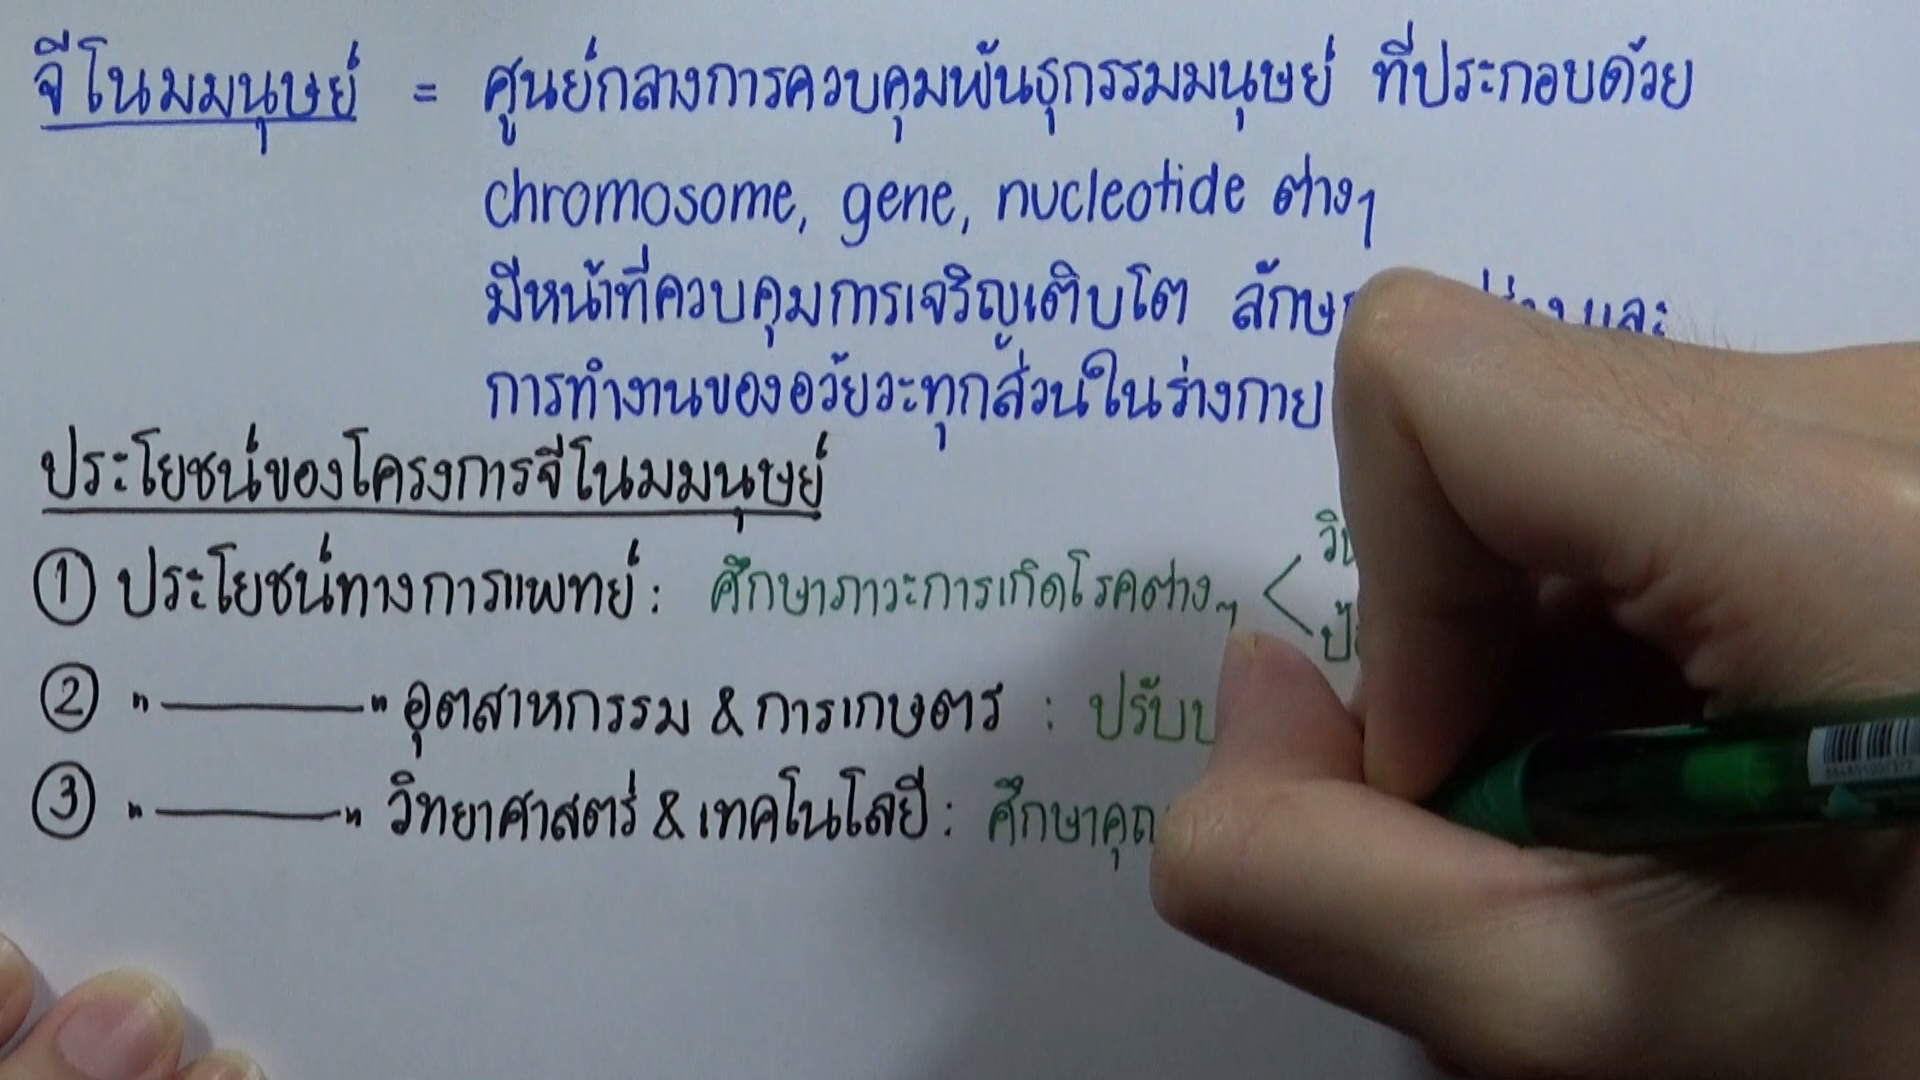 จีโนมมนุษย์ = ศูนย์กลางการควบคุมพันธุกรรมมนุษย์ ที่ประกอบด้วย
chromosome, gene, nucleotide ต่างๆ
มีหน้าที่ควบคุมการเจริญเติบโต และ
การทำงานของอวัยวะทุกส่วนในร่างกาย
ประโยชน์ของโครงการจีโนมมนุษย์
① ประโยชน์ทางการแพทย์ : ศึกษาภาวะการเกิดโรคต่างๆ <
② "————" อุตสาหกรรม & การเกษตร :
③ "————" วิทยาศาสตร์ & เทคโนโลยี : ศึกษา